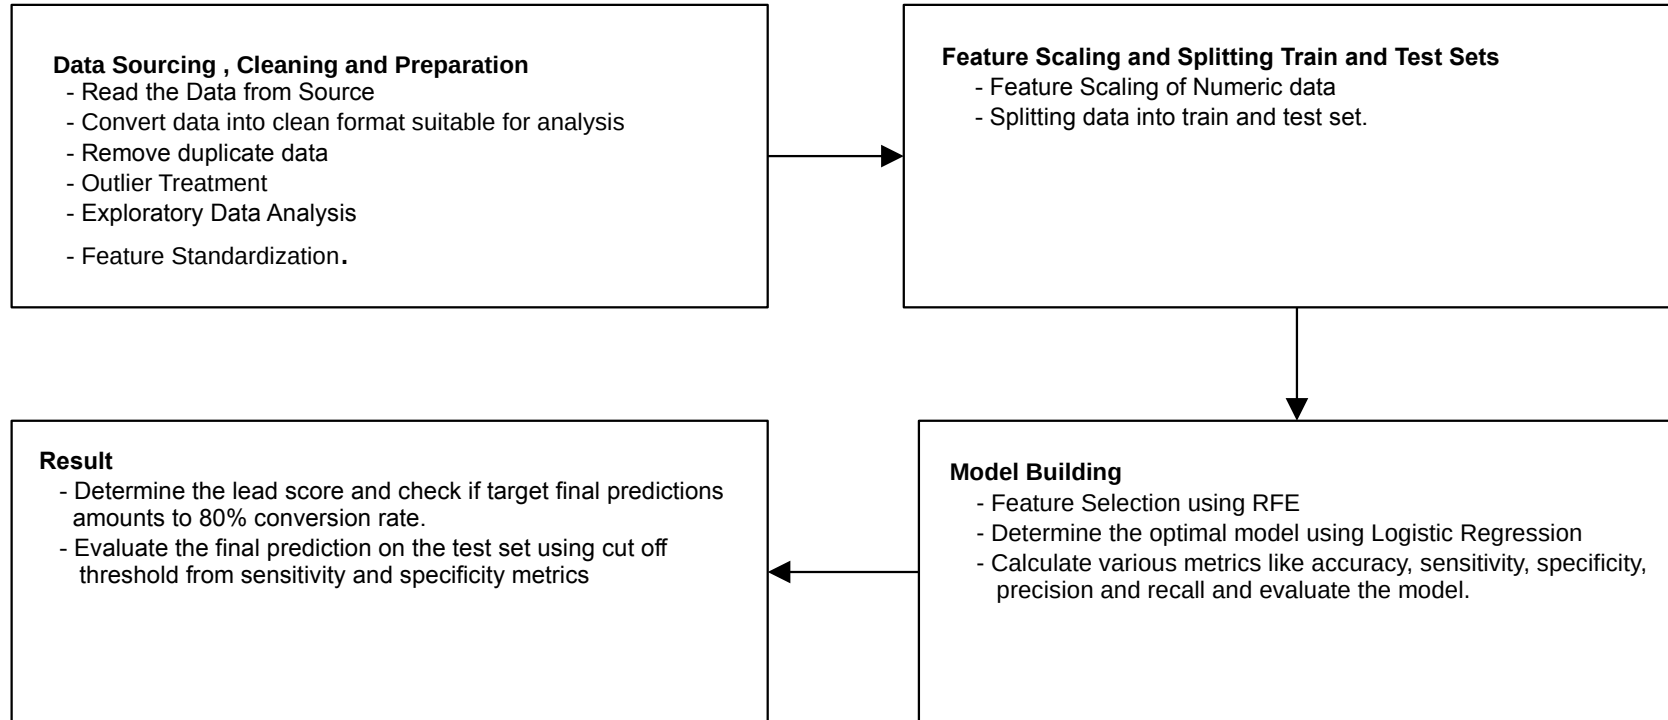 Data Sourcing , Cleaning and Preparation
- Read the Data from Source
- Convert data into clean format suitable for analysis
- Remove duplicate data
- Outlier Treatment
- Exploratory Data Analysis
- Feature Standardization.
Feature Scaling and Splitting Train and Test Sets
- Feature Scaling of Numeric data
- Splitting data into train and test set.
Model Building
- Feature Selection using RFE
- Determine the optimal model using Logistic Regression
- Calculate various metrics like accuracy, sensitivity, specificity,
precision and recall and evaluate the model.
Result
- Determine the lead score and check if target final predictions
amounts to 80% conversion rate.
- Evaluate the final prediction on the test set using cut off
threshold from sensitivity and specificity metrics